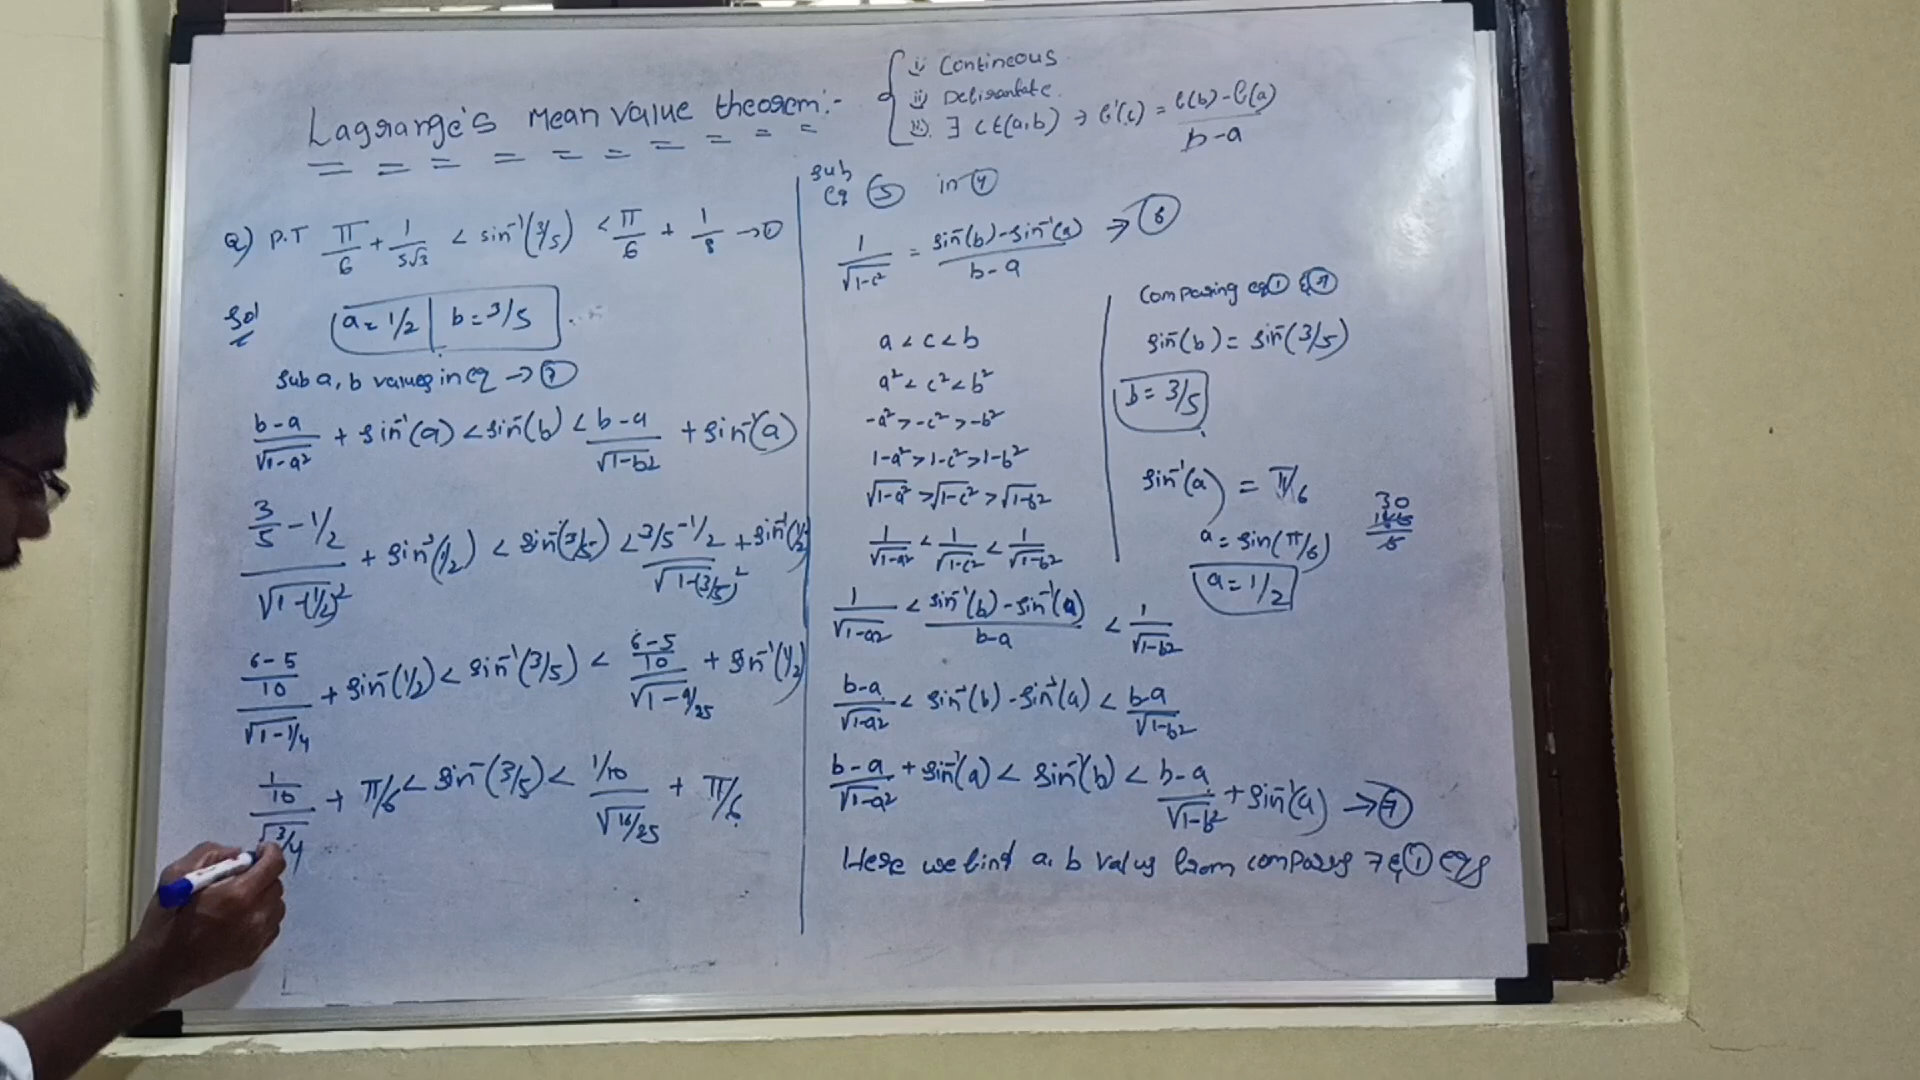 Lagrange's Mean value theorem:-
i) Contineous
ii) Delirantate
iii) ∃ c∈(a,b) ∋ f'(c) = f(b)-f(a) / b-a
Q) P.T π/6 + 1/5√3 < sin⁻¹(3/5) < π/6 + 1/8 → ①
Sol
a = 1/2 | b = 3/5
Sub a, b values in eq → ⑦
b-a/√1-a² + sin⁻¹(a) < sin⁻(b) < b-a/√1-b² + sin⁻¹(a)
3/5 - 1/2 / √1-(1/2)² + sin⁻¹(1/2) < sin⁻¹(3/5) < 3/5 - 1/2 / √1-(3/5)² + sin⁻¹(1/2)
6-5/10 / √1-1/4 + sin⁻(1/2) < sin⁻¹(3/5) < 6-5/10 / √1-9/25 + sin⁻¹(1/2)
1/10 / √3/4 + π/6 < sin⁻(3/5) < 1/10 / √16/25 + π/6
Sub
eq ⑤ in ④
1/√1-c² = sin⁻(b)-sin⁻¹(a) / b-a → ⑥
a < c < b
a² < c² < b²
-a² > -c² > -b²
1-a² > 1-c² > 1-b²
√1-a² > √1-c² > √1-b²
1/√1-a² < 1/√1-c² < 1/√1-b²
1/√1-a² < sin⁻¹(b)-sin⁻¹(a) / b-a < 1/√1-b²
b-a/√1-a² < sin⁻¹(b)-sin⁻¹(a) < b-a/√1-b²
b-a/√1-a² + sin⁻¹(a) < sin⁻¹(b) < b-a/√1-b² + sin⁻¹(a) → ⑦
Here we find a, b value from comparing 7 & ① eqs
Comparing eq ① & ⑦
sin⁻(b) = sin⁻(3/5)
b = 3/5
sin⁻¹(a) = π/6
a = sin(π/6)
a = 1/2
30